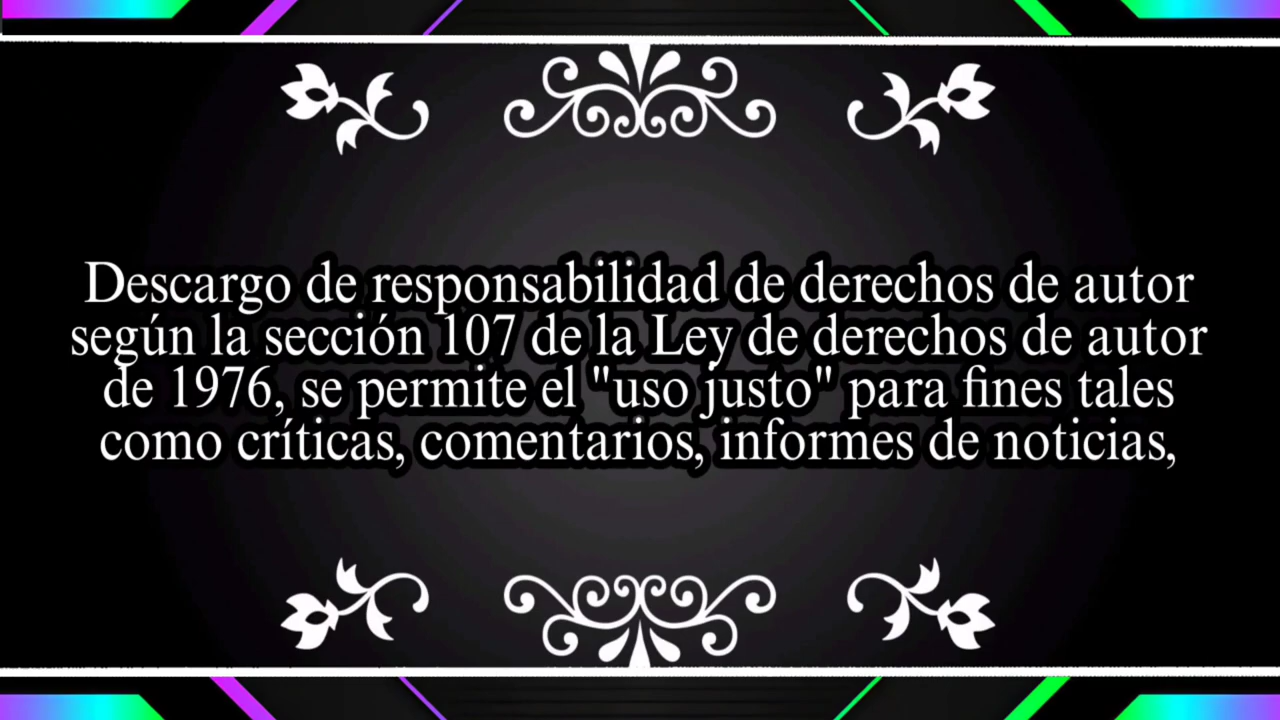 Descargo de responsabilidad de derechos de autor
según la sección 107 de la Ley de derechos de autor
de 1976, se permite el "uso justo" para fines tales
como críticas, comentarios, informes de noticias,